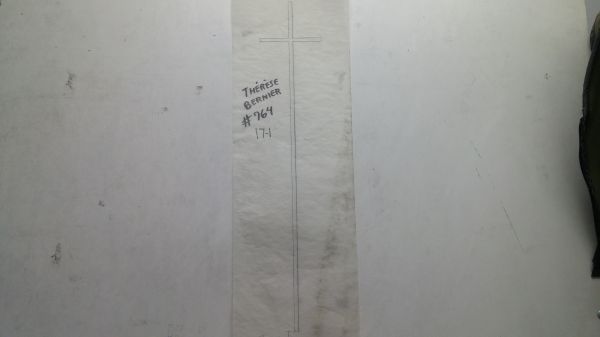 THÉRÈSE
BERNIER
# 764
17-1